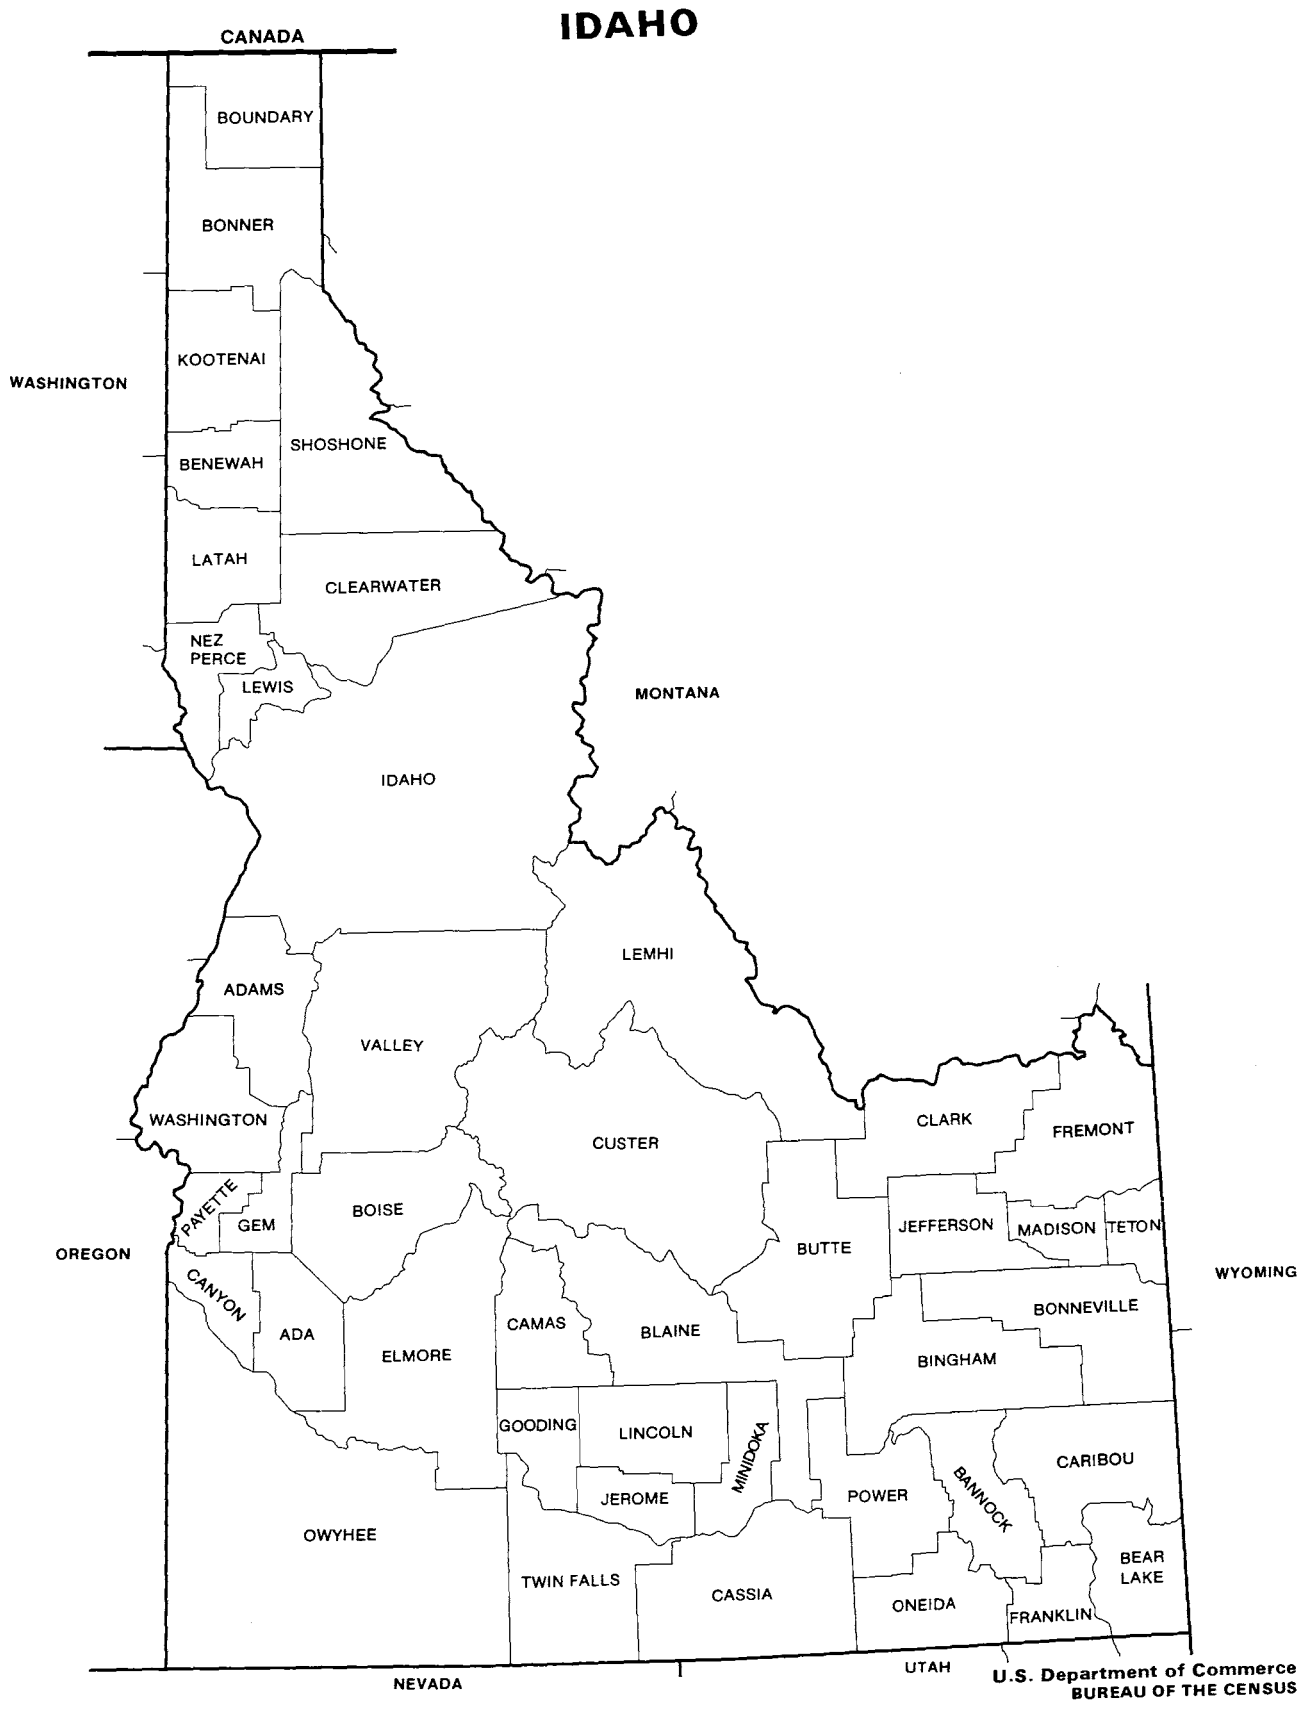 IDAHO
CANADA
BOUNDARY
BONNER
KOOTENAI
WASHINGTON
SHOSHONE
BENEWAH
LATAH
CLEARWATER
NEZ
PERCE
LEWIS
MONTANA
IDAHO
LEMHI
ADAMS
VALLEY
WASHINGTON
CLARK
FREMONT
CUSTER
PAYETTE
BOISE
GEM
JEFFERSON
MADISON
TETON
OREGON
BUTTE
WYOMING
CANYON
BONNEVILLE
CAMAS
ADA
BLAINE
ELMORE
BINGHAM
GOODING
LINCOLN
MINIDOKA
CARIBOU
JEROME
POWER
BANNOCK
OWYHEE
BEAR
LAKE
TWIN FALLS
CASSIA
ONEIDA
FRANKLIN
UTAH
NEVADA
U.S. Department of Commerce
BUREAU OF THE CENSUS